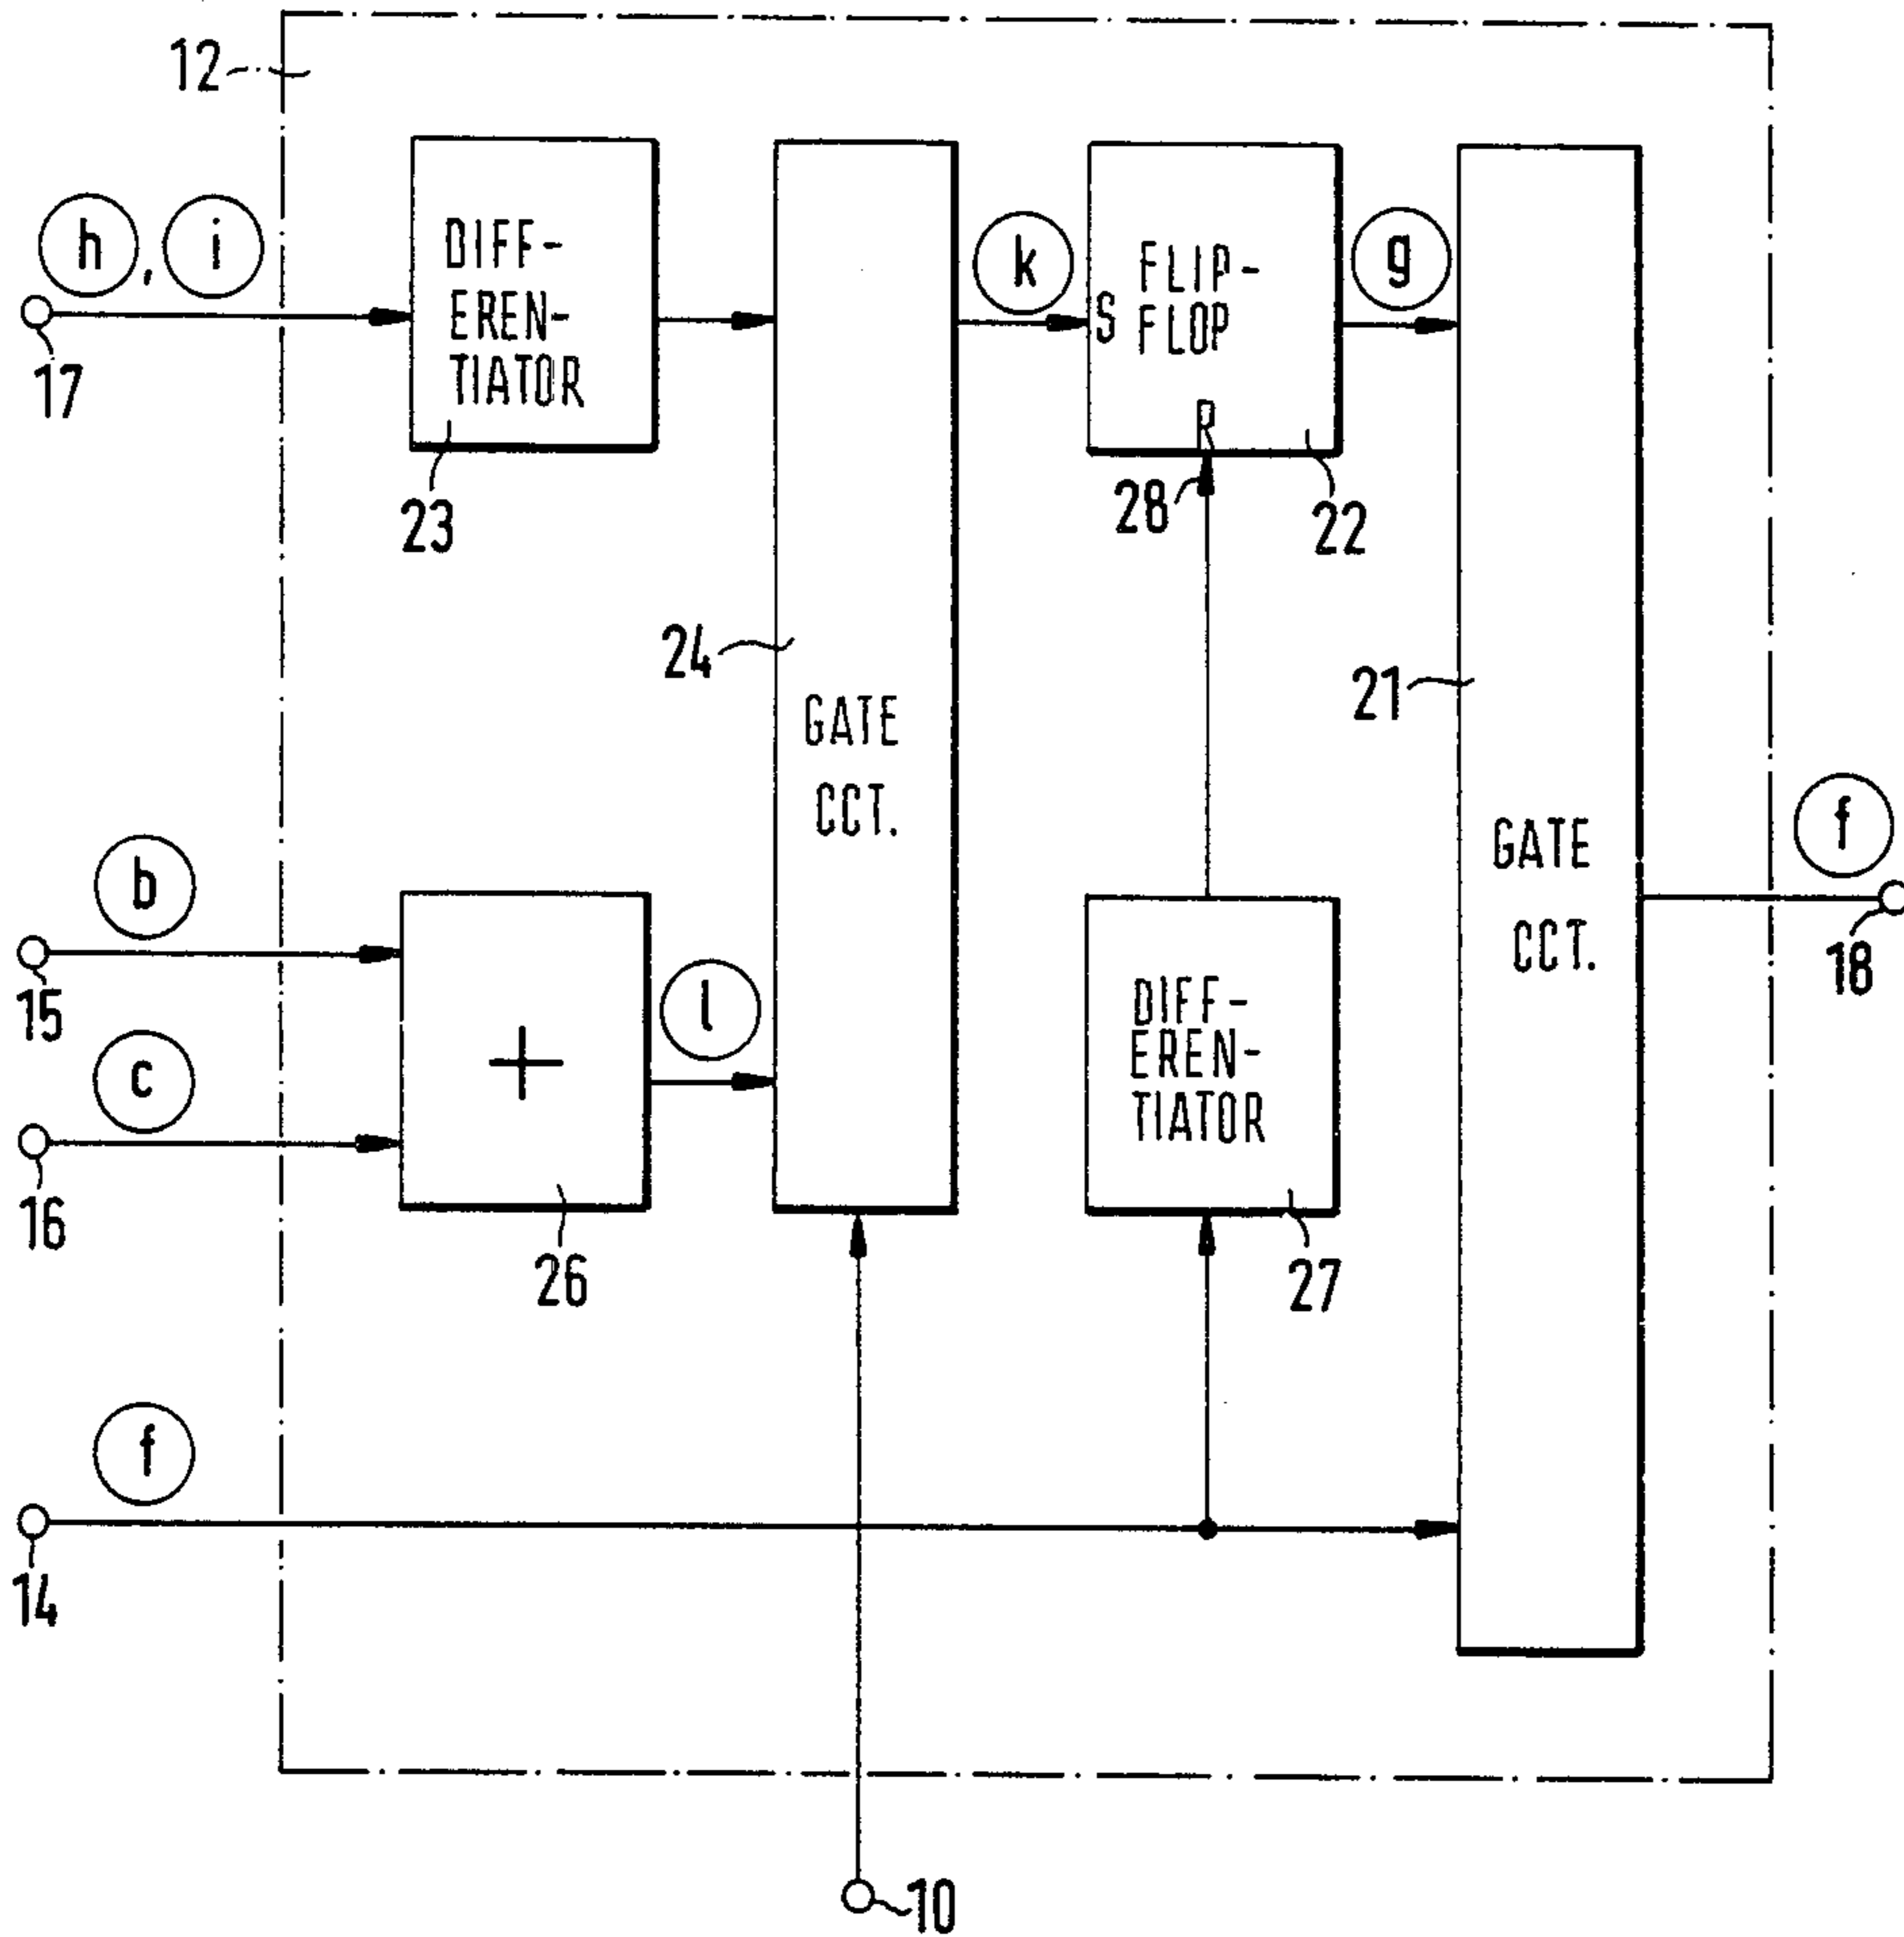 12
h, i
17
DIFF-
EREN-
TIATOR
23
k
S
FLIP-
FLOP
R
28
22
g
24
GATE
CCT.
21
GATE
CCT.
f
18
b
15
c
16
+
26
l
DIFF-
EREN-
TIATOR
27
f
14
10